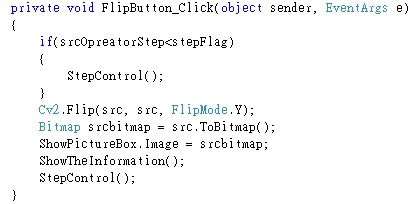 private void FlipButton_Click(object sender, EventArgs e)
{
if(srcOpreatorStep<stepFlag)
{
StepControl();
}
Cv2.Flip(src, src, FlipMode.Y);
Bitmap srcbitmap = src.ToBitmap();
ShowPictureBox.Image = srcbitmap;
ShowTheInformation();
StepControl();
}